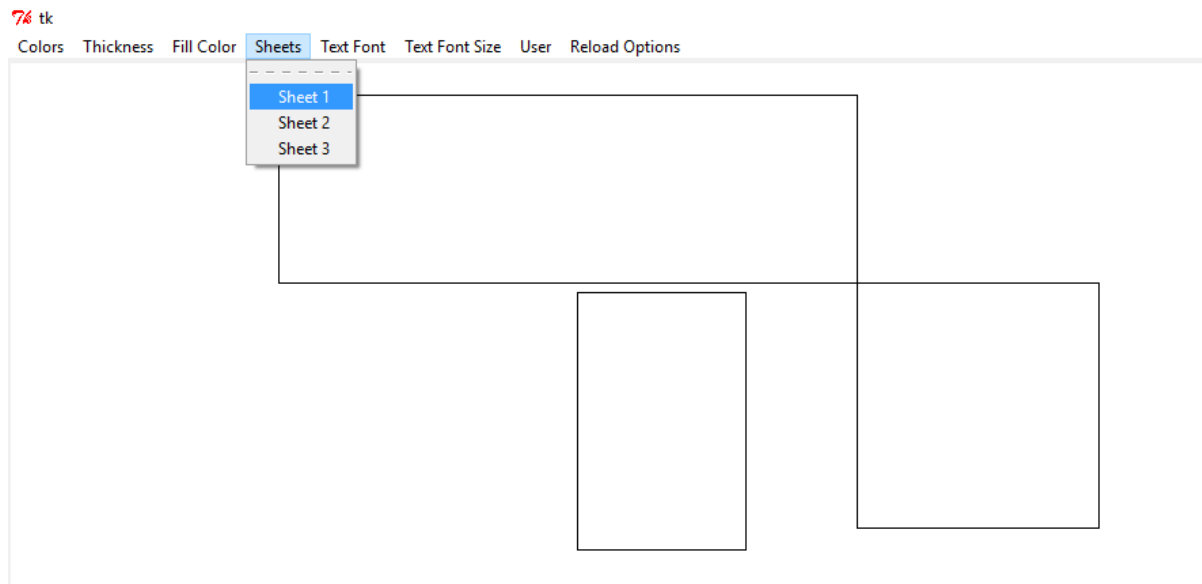 tk
Colors Thickness Fill Color Sheets Text Font Text Font Size User Reload Options
Sheet 1
Sheet 2
Sheet 3